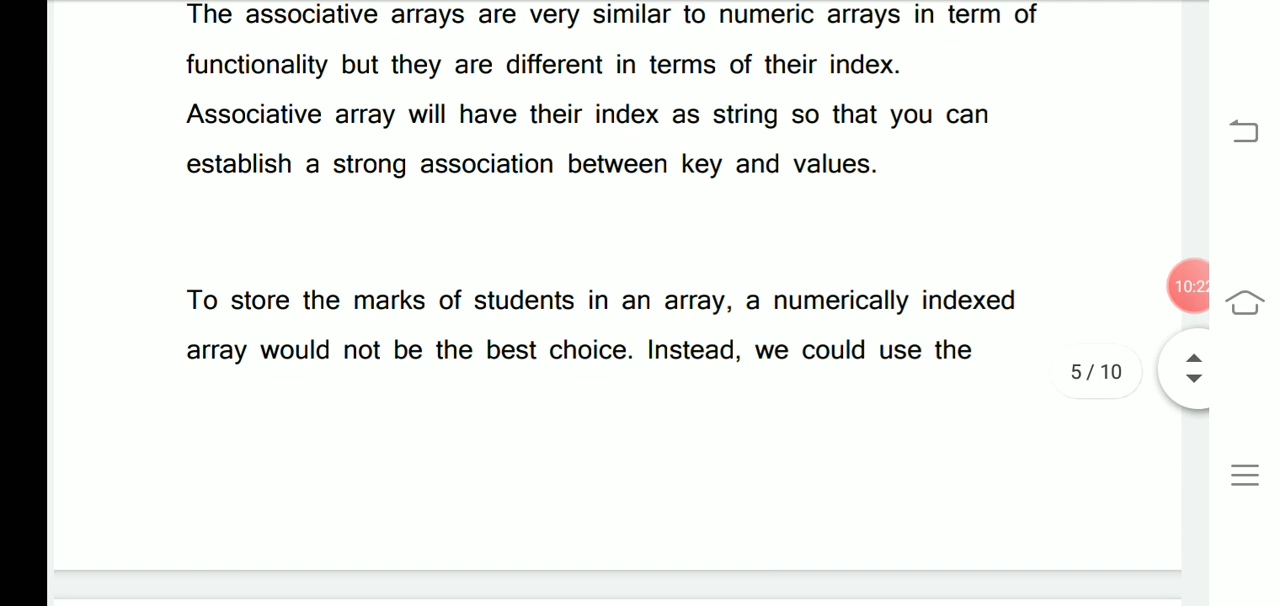 The associative arrays are very similar to numeric arrays in term of
functionality but they are different in terms of their index.
Associative array will have their index as string so that you can
establish a strong association between key and values.
To store the marks of students in an array, a numerically indexed
array would not be the best choice. Instead, we could use the
10:22
5 / 10